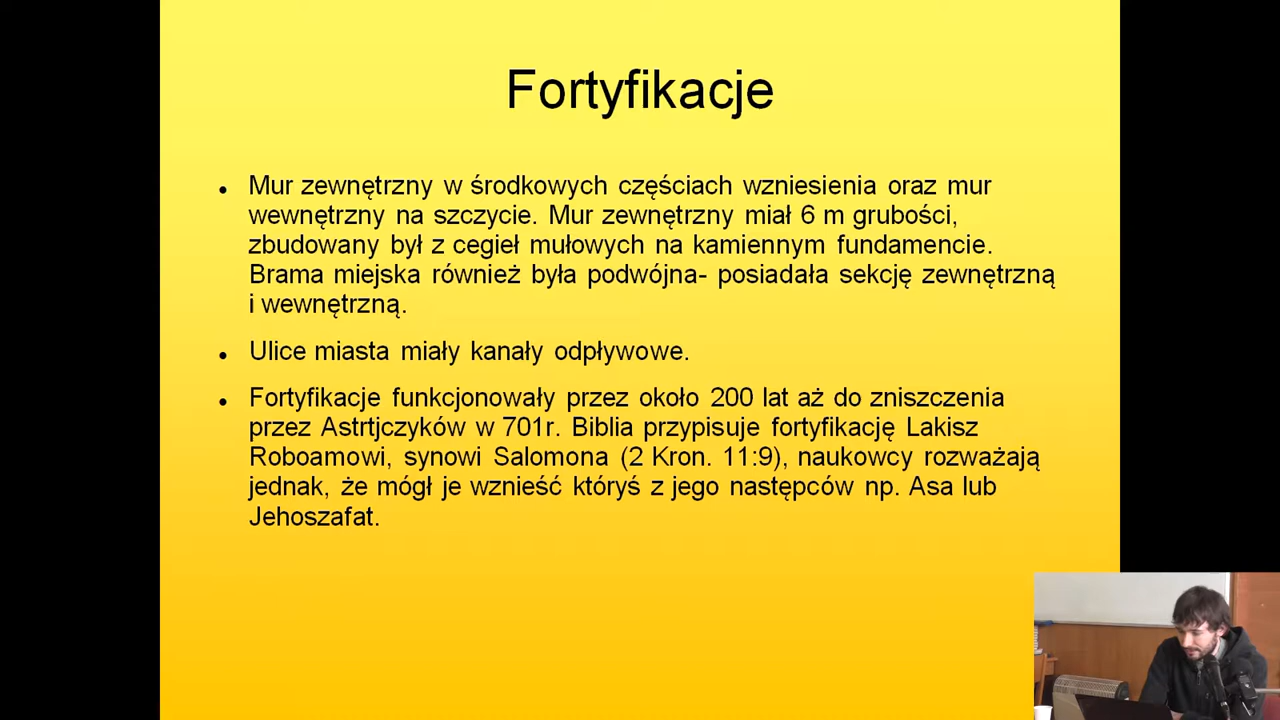 Fortyfikacje
• Mur zewnętrzny w środkowych częściach wzniesienia oraz mur
wewnętrzny na szczycie. Mur zewnętrzny miał 6 m grubości,
zbudowany był z cegieł mułowych na kamiennym fundamencie.
Brama miejska również była podwójna- posiadała sekcję zewnętrzną
i wewnętrzną.
• Ulice miasta miały kanały odpływowe.
• Fortyfikacje funkcjonowały przez około 200 lat aż do zniszczenia
przez Astrtjczyków w 701r. Biblia przypisuje fortyfikację Lakisz
Roboamowi, synowi Salomona (2 Kron. 11:9), naukowcy rozważają
jednak, że mógł je wznieść któryś z jego następców np. Asa lub
Jehoszafat.